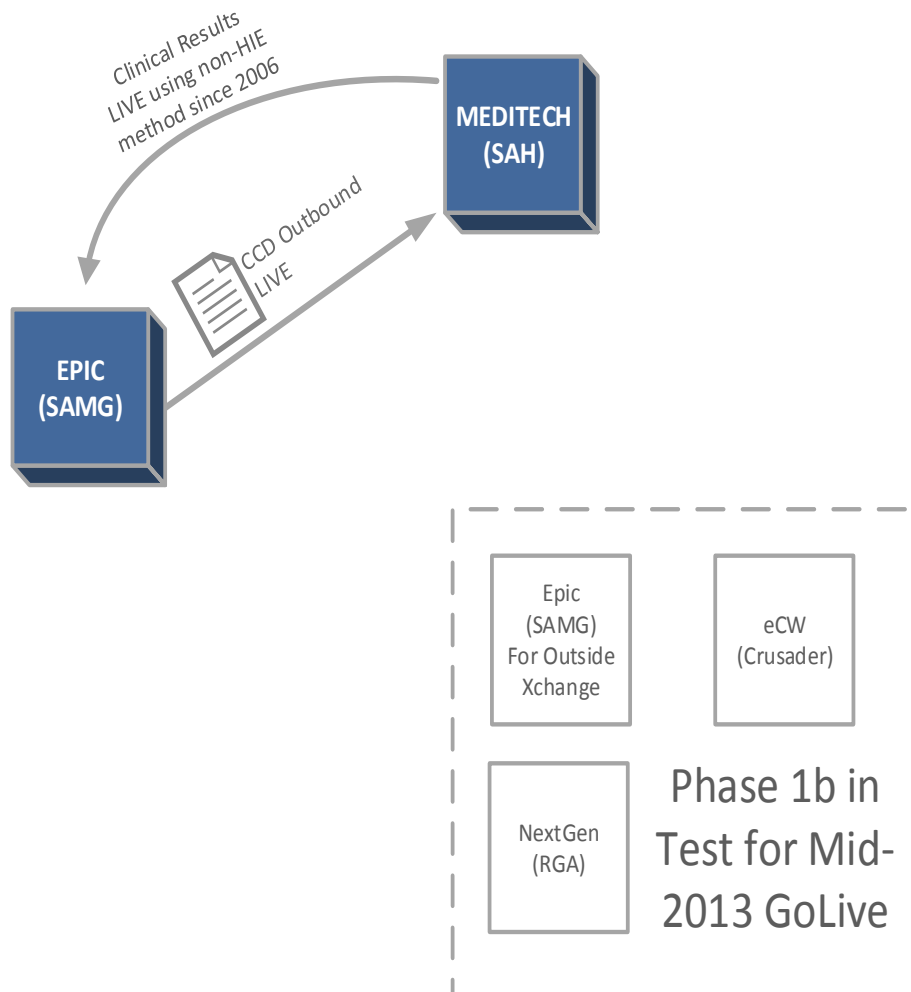 Clinical Results
LIVE using non-HIE
method since 2006
MEDITECH
(SAH)
CCD Outbound
LIVE
EPIC
(SAMG)
Epic
(SAMG)
For Outside
Xchange
eCW
(Crusader)
NextGen
(RGA)
Phase 1b in
Test for Mid-
2013 GoLive